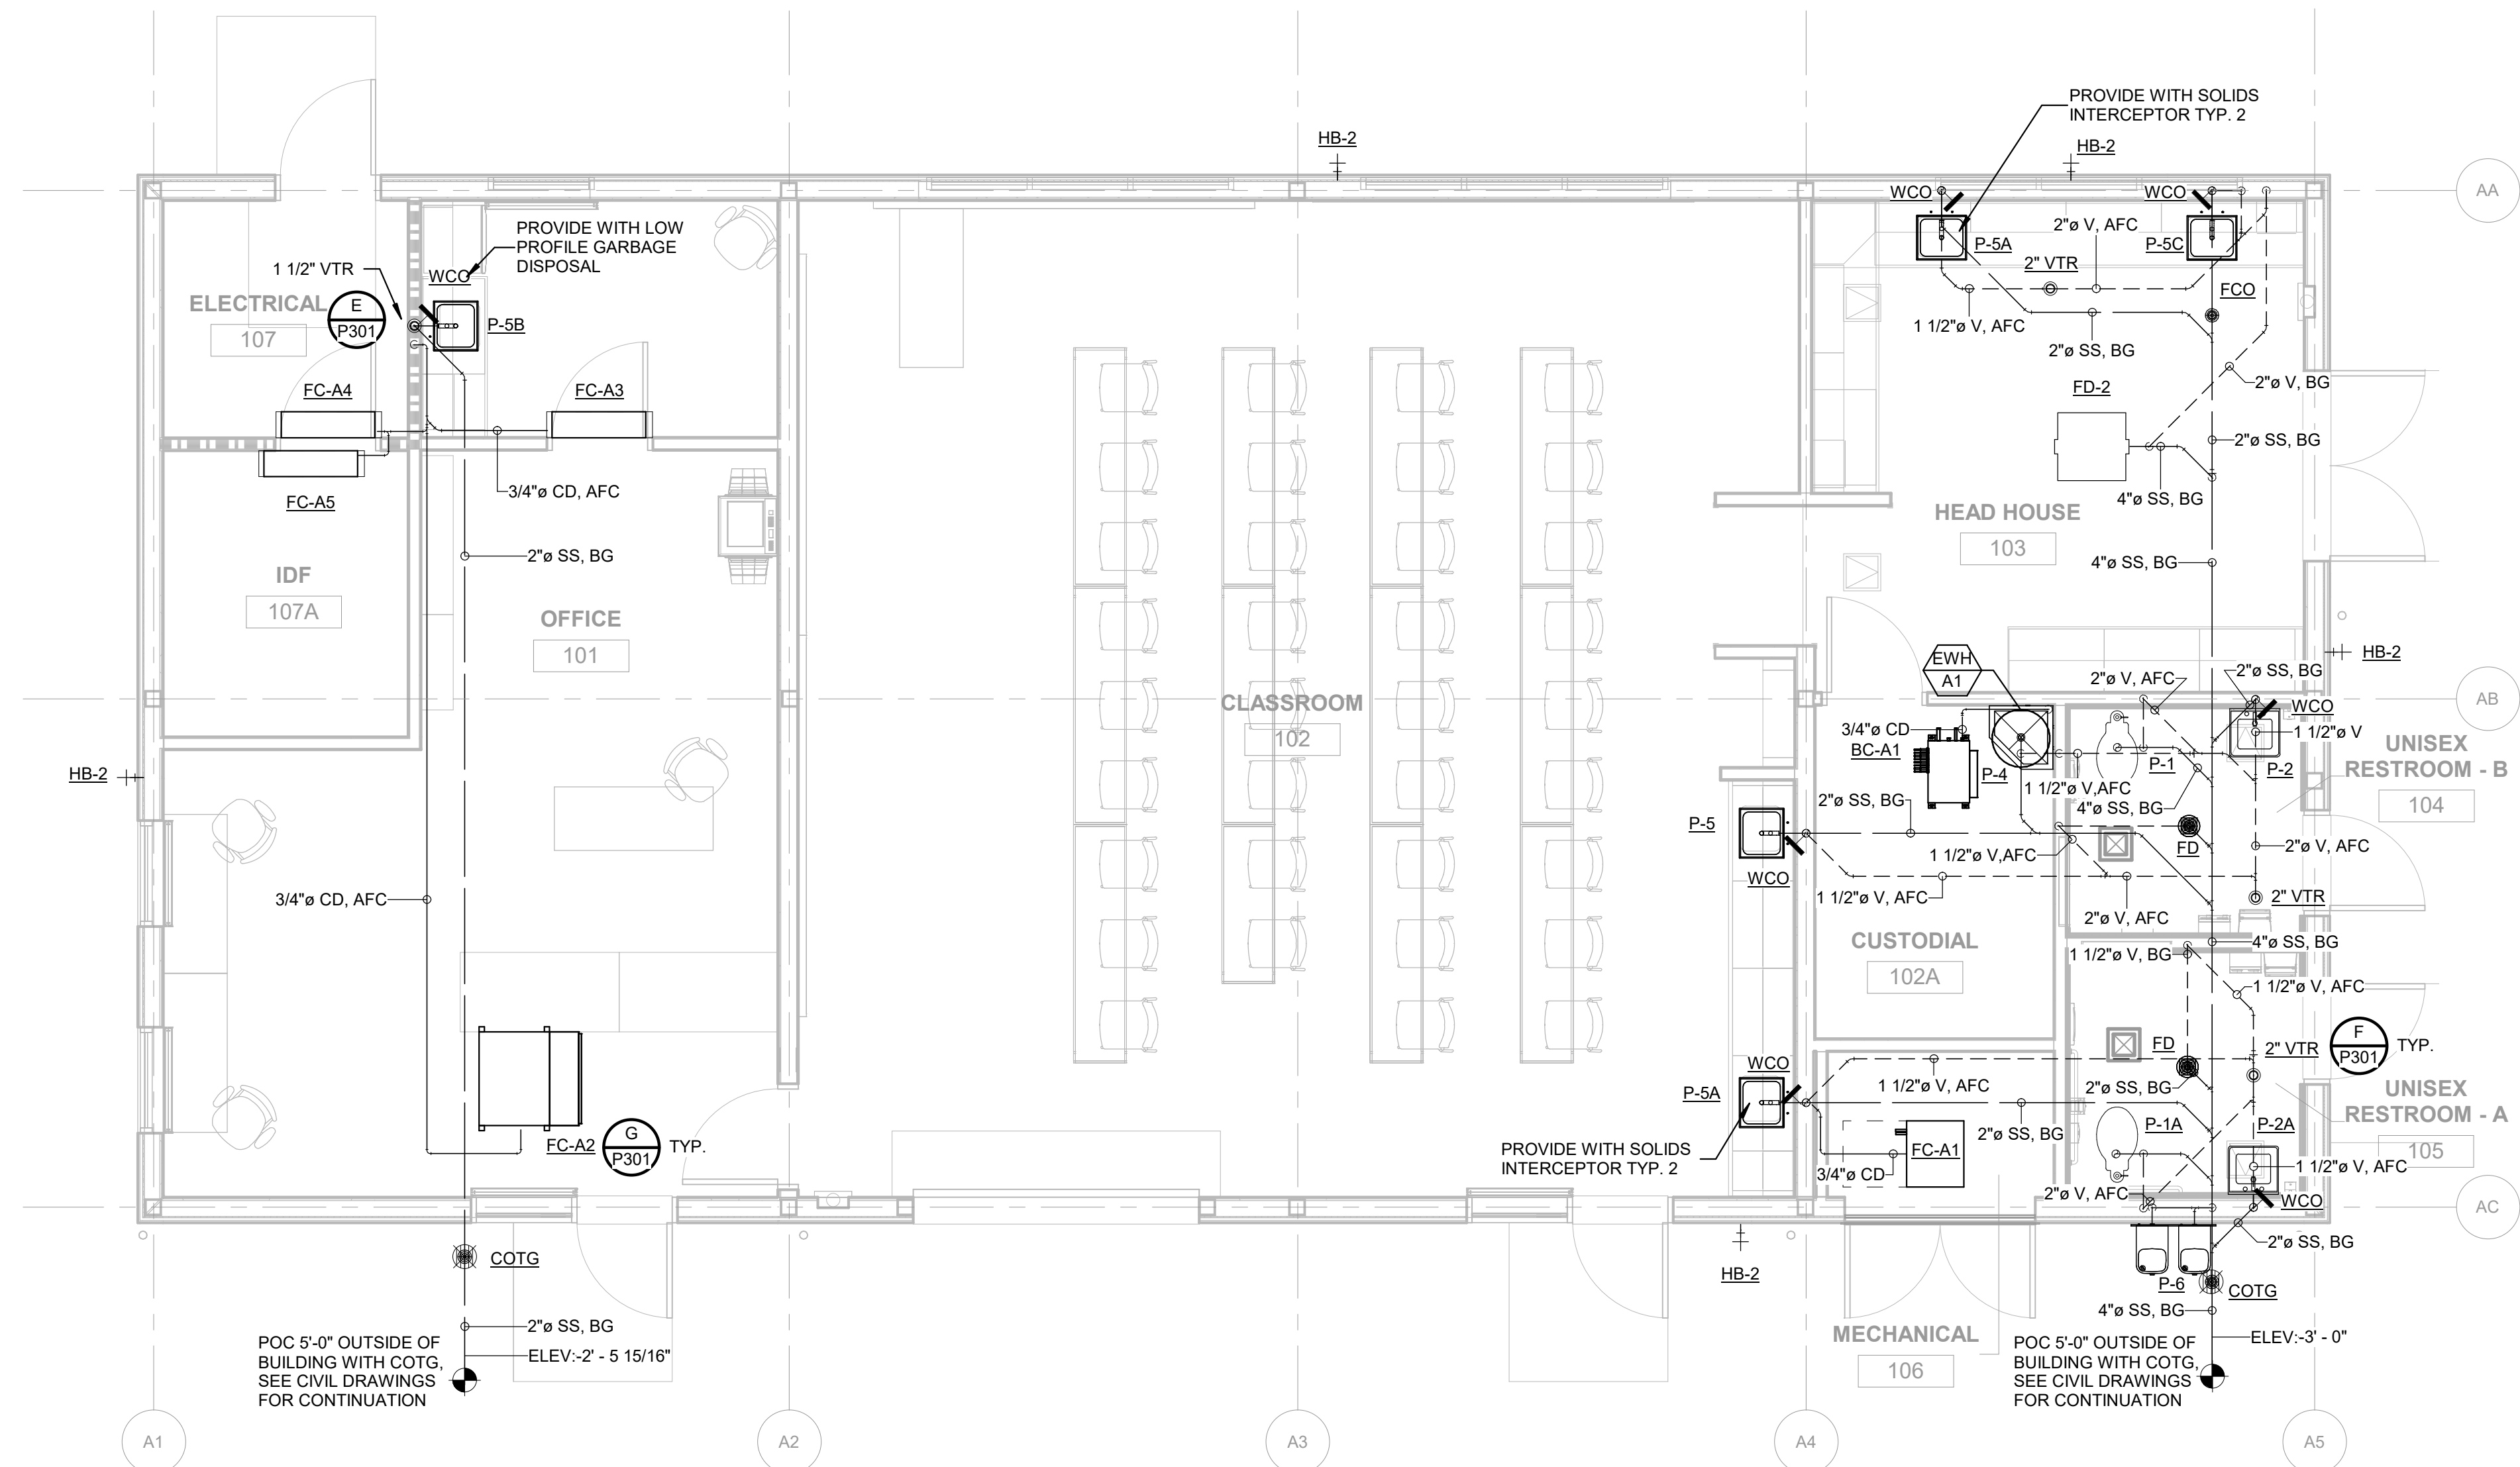 PROVIDE WITH SOLIDS
INTERCEPTOR TYP. 2
HB-2
HB-2
AA
WCO
WCO
P-5A
2"ø V, AFC
P-5C
2" VTR
FCO
1 1/2"ø V, AFC
2"ø SS, BG
2"ø V, BG
FD-2
2"ø SS, BG
4"ø SS, BG
HEAD HOUSE
103
4"ø SS, BG
PROVIDE WITH LOW
PROFILE GARBAGE
DISPOSAL
1 1/2" VTR
WCO
ELECTRICAL
107
E
P301
P-5B
FC-A4
FC-A3
FC-A5
3/4"ø CD, AFC
2"ø SS, BG
IDF
107A
OFFICE
101
CLASSROOM
102
HB-2
EWH
A1
2"ø V, AFC
2"ø SS, BG
HB-2
AB
WCO
1 1/2"ø V
3/4"ø CD
BC-A1
P-4
P-1
P-2
UNISEX
RESTROOM - B
104
1 1/2"ø V,AFC
4"ø SS, BG
2"ø SS, BG
P-5
WCO
1 1/2"ø V,AFC
FD
2"ø V, AFC
1 1/2"ø V, AFC
2"ø V, AFC
2" VTR
3/4"ø CD, AFC
CUSTODIAL
102A
4"ø SS, BG
1 1/2"ø V, BG
1 1/2"ø V, AFC
FD
2" VTR
F
P301
TYP.
2"ø SS, BG
WCO
P-5A
1 1/2"ø V, AFC
UNISEX
RESTROOM - A
105
P-1A
P-2A
2"ø SS, BG
FC-A1
3/4"ø CD
1 1/2"ø V, AFC
2"ø V, AFC
WCO
AC
PROVIDE WITH SOLIDS
INTERCEPTOR TYP. 2
FC-A2
G
P301
TYP.
COTG
2"ø SS, BG
HB-2
P-6
COTG
4"ø SS, BG
2"ø SS, BG
ELEV:-2' - 5 15/16"
POC 5'-0" OUTSIDE OF
BUILDING WITH COTG,
SEE CIVIL DRAWINGS
FOR CONTINUATION
MECHANICAL
106
ELEV:-3' - 0"
POC 5'-0" OUTSIDE OF
BUILDING WITH COTG,
SEE CIVIL DRAWINGS
FOR CONTINUATION
A1
A2
A3
A4
A5